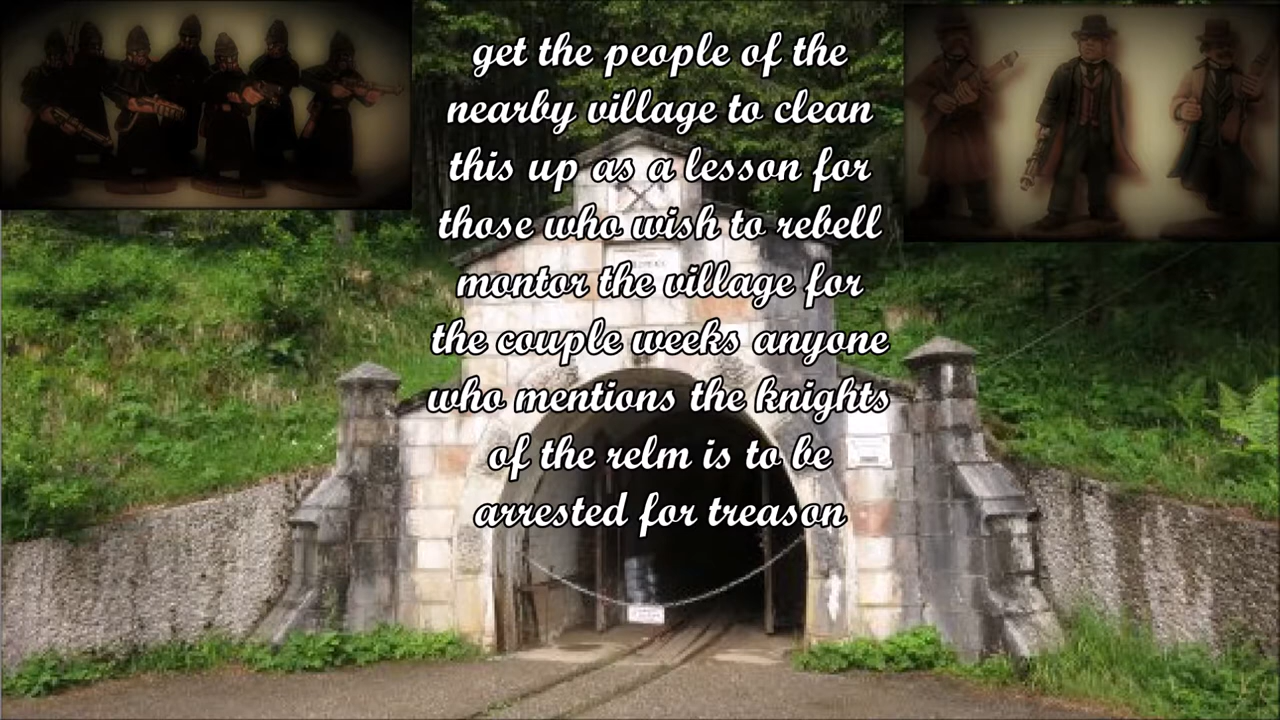 get the people of the
nearby village to clean
this up as a lesson for
those who wish to rebell
montor the village for
the couple weeks anyone
who mentions the knights
of the relm is to be
arrested for treason